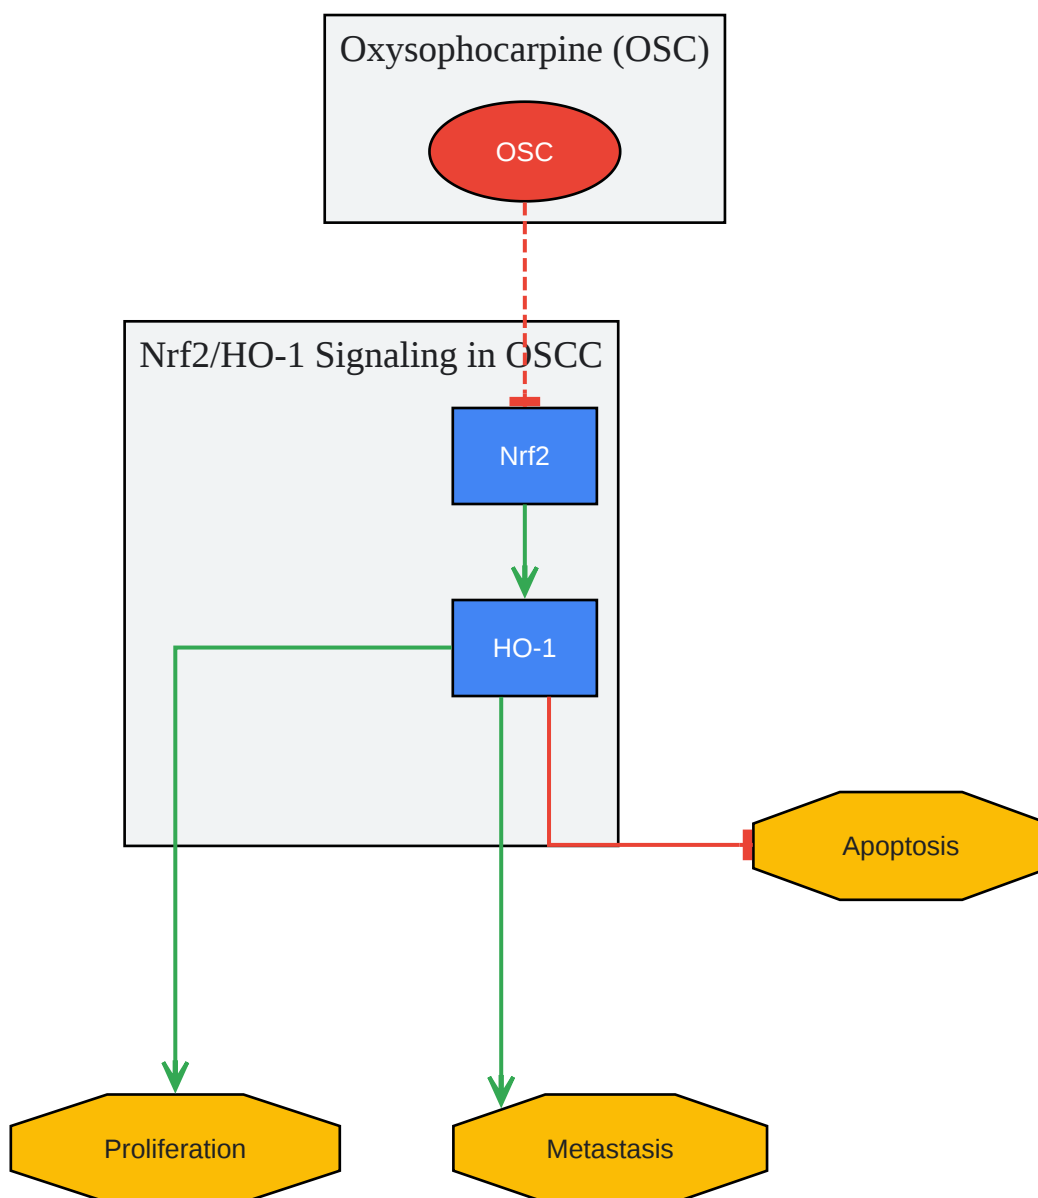 Oxysophocarpine (OSC)
OSC
Nrf2/HO-1 Signaling in OSCC
Nrf2
HO-1
Apoptosis
Proliferation
Metastasis